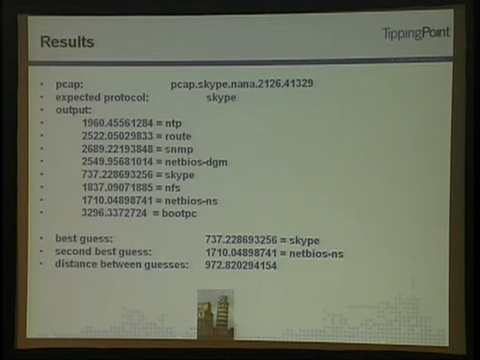 Results
TippingPoint
pcap: pcap.skype.nana.2126.41329
expected protocol: skype
output:
1960.45561284 = ntp
2522.05029833 = route
2689.22193848 = snmp
2549.95681014 = netbios-dgm
737.228693256 = skype
1837.09071885 = nfs
1710.04898741 = netbios-ns
3296.3372724 = bootpc
best guess: 737.228693256 = skype
second best guess: 1710.04898741 = netbios-ns
distance between guesses: 972.820294154